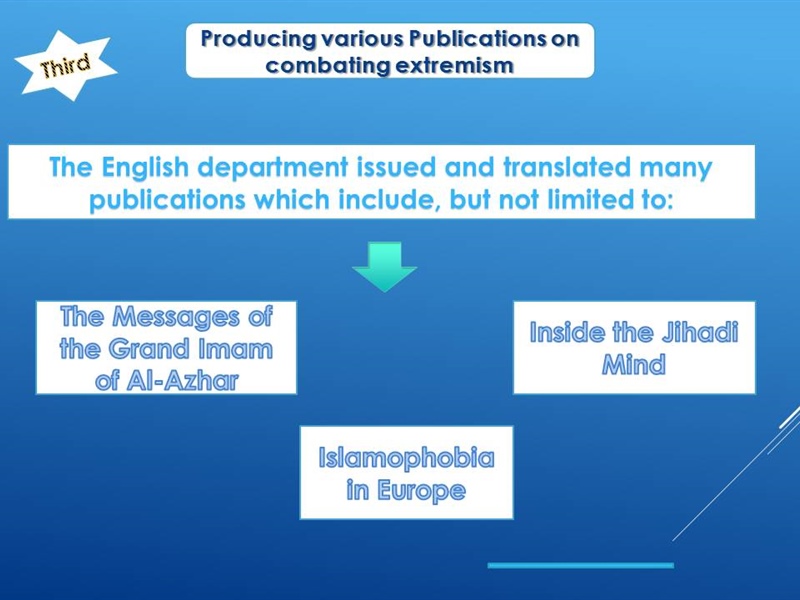 Third
Producing various Publications on
combating extremism
The English department issued and translated many
publications which include, but not limited to:
The Messages of
the Grand Imam
of Al-Azhar
Inside the Jihadi
Mind
Islamophobia
in Europe